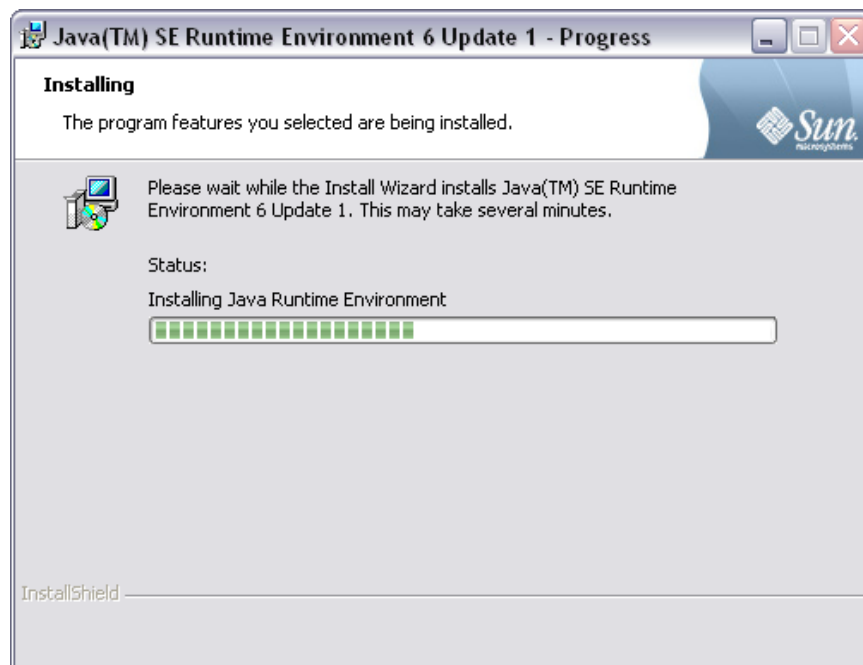 Java(TM) SE Runtime Environment 6 Update 1 - Progress
Installing
The program features you selected are being installed.
Sun
microsystems
Please wait while the Install Wizard installs Java(TM) SE Runtime
Environment 6 Update 1. This may take several minutes.
Status:
Installing Java Runtime Environment
InstallShield